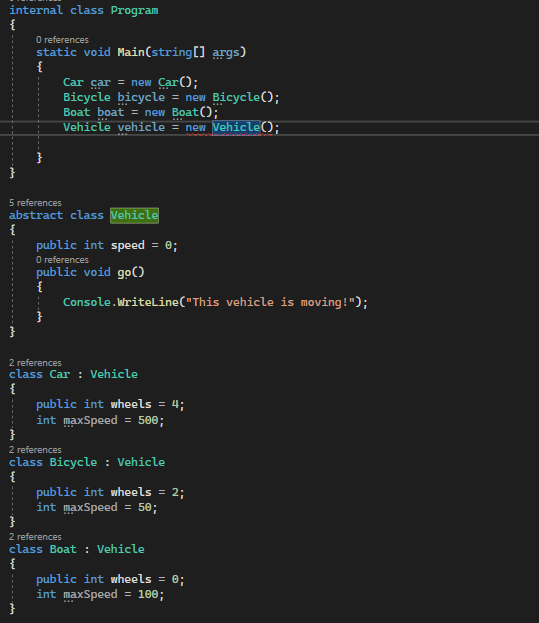 internal class Program
{
0 references
static void Main(string[] args)
{
Car car = new Car();
Bicycle bicycle = new Bicycle();
Boat boat = new Boat();
Vehicle vehicle = new Vehicle();
}
}
5 references
abstract class Vehicle
{
public int speed = 0;
0 references
public void go()
{
Console.WriteLine("This vehicle is moving!");
}
}
2 references
class Car : Vehicle
{
public int wheels = 4;
int maxSpeed = 500;
}
2 references
class Bicycle : Vehicle
{
public int wheels = 2;
int maxSpeed = 50;
}
2 references
class Boat : Vehicle
{
public int wheels = 0;
int maxSpeed = 100;
}